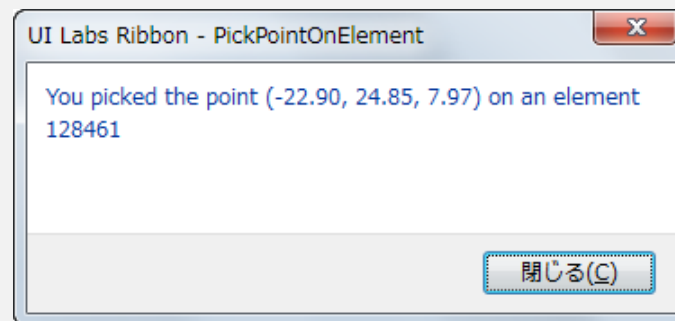 UI Labs Ribbon - PickPointOnElement
You picked the point (-22.90, 24.85, 7.97) on an element
128461
閉じる(C)